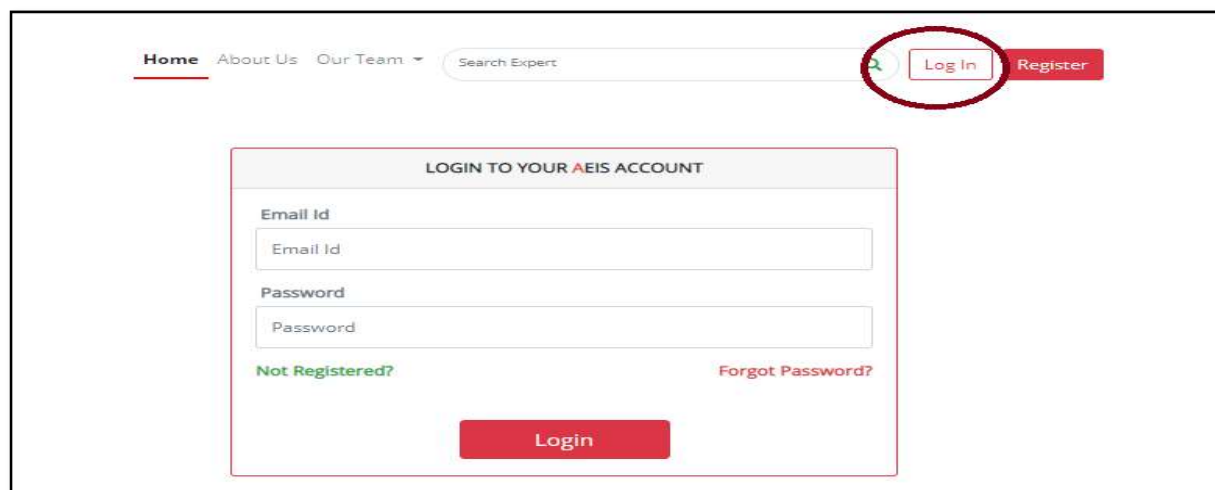 Home About Us Our Team Search Expert Log In Register
LOGIN TO YOUR AEIS ACCOUNT
Email Id
Email Id
Password
Password
Not Registered? Forgot Password?
Login